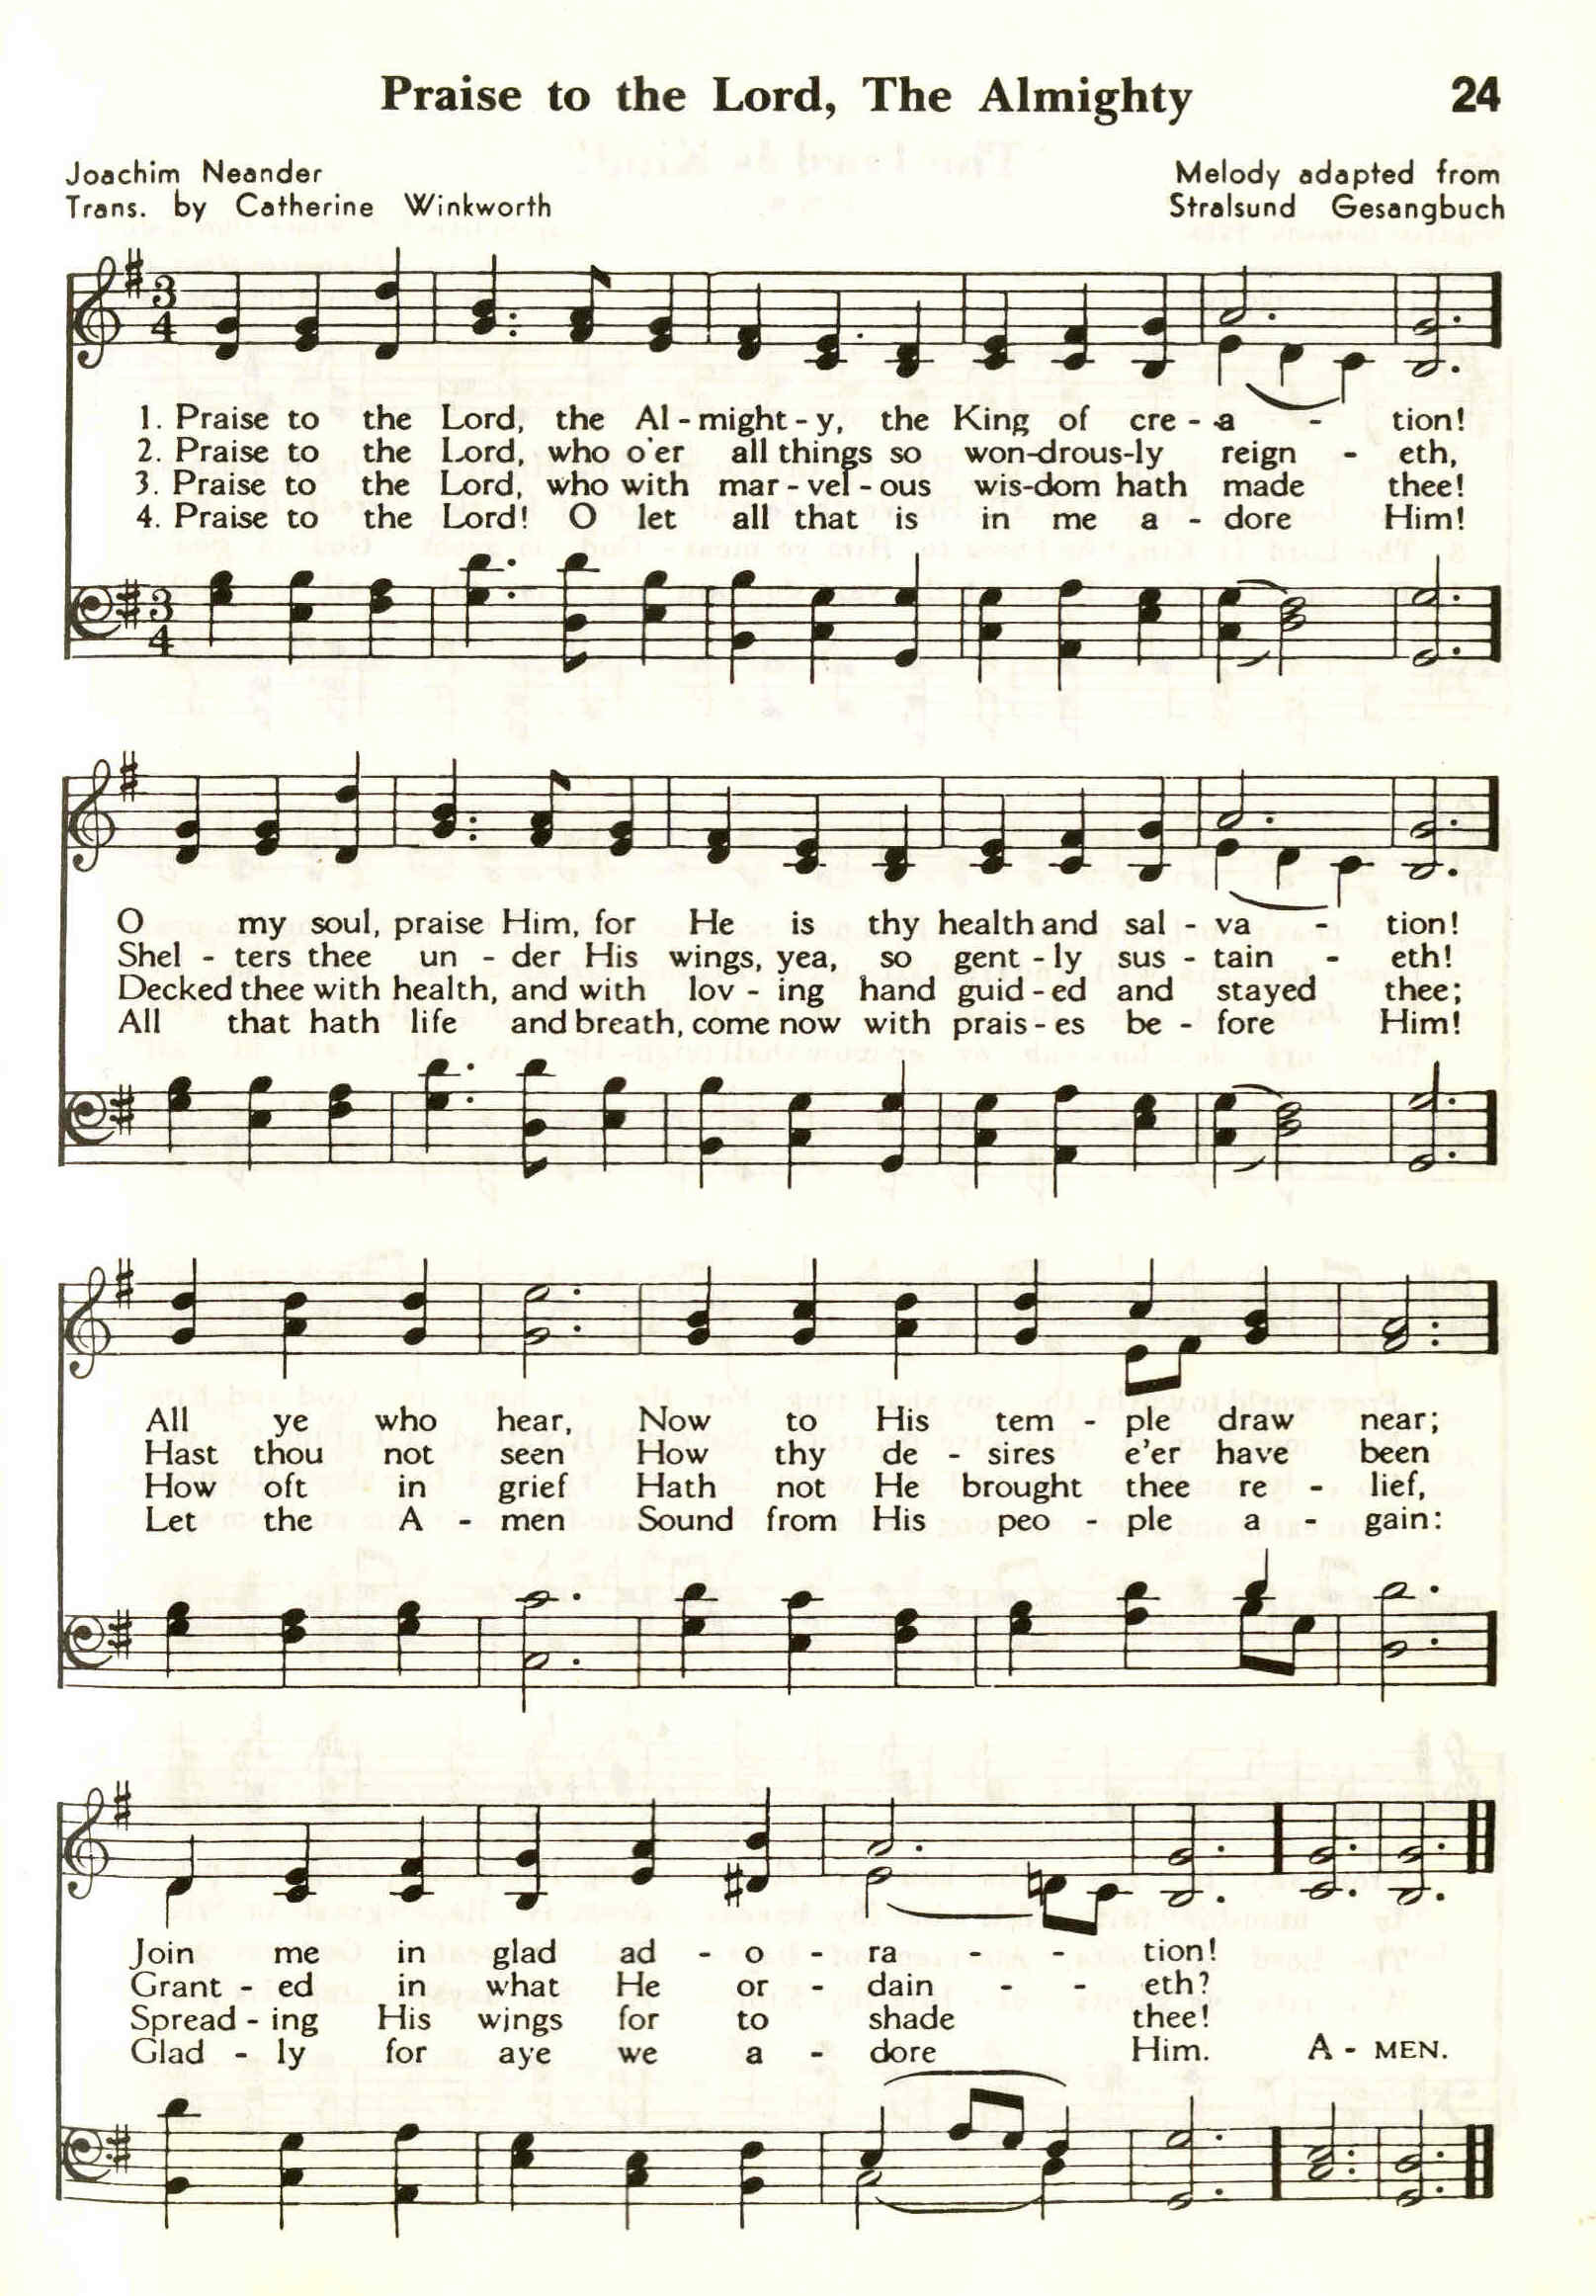 Praise to the Lord, The Almighty 24
Joachim Neander
Trans. by Catherine Winkworth
Melody adapted from
Stralsund Gesangbuch
3
4
1. Praise to the Lord, the Al - might - y, the King of cre - a - tion!
2. Praise to the Lord, who o'er all things so won-drous-ly reign - eth,
3. Praise to the Lord, who with mar - vel - ous wis-dom hath made thee!
4. Praise to the Lord! O let all that is in me a - dore Him!
3
4
O my soul, praise Him, for He is thy health and sal - va - tion!
Shel - ters thee un - der His wings, yea, so gent - ly sus - tain - eth!
Decked thee with health, and with lov - ing hand guid - ed and stayed thee;
All that hath life and breath, come now with prais - es be - fore Him!
All ye who hear, Now to His tem - ple draw near;
Hast thou not seen How thy de - sires e'er have been
How oft in grief Hath not He brought thee re - lief,
Let the A - men Sound from His peo - ple a - gain:
Join me in glad ad - o - ra - - tion!
Grant - ed in what He or - dain - - eth?
Spread - ing His wings for to shade thee!
Glad - ly for aye we a - dore Him. A - MEN.